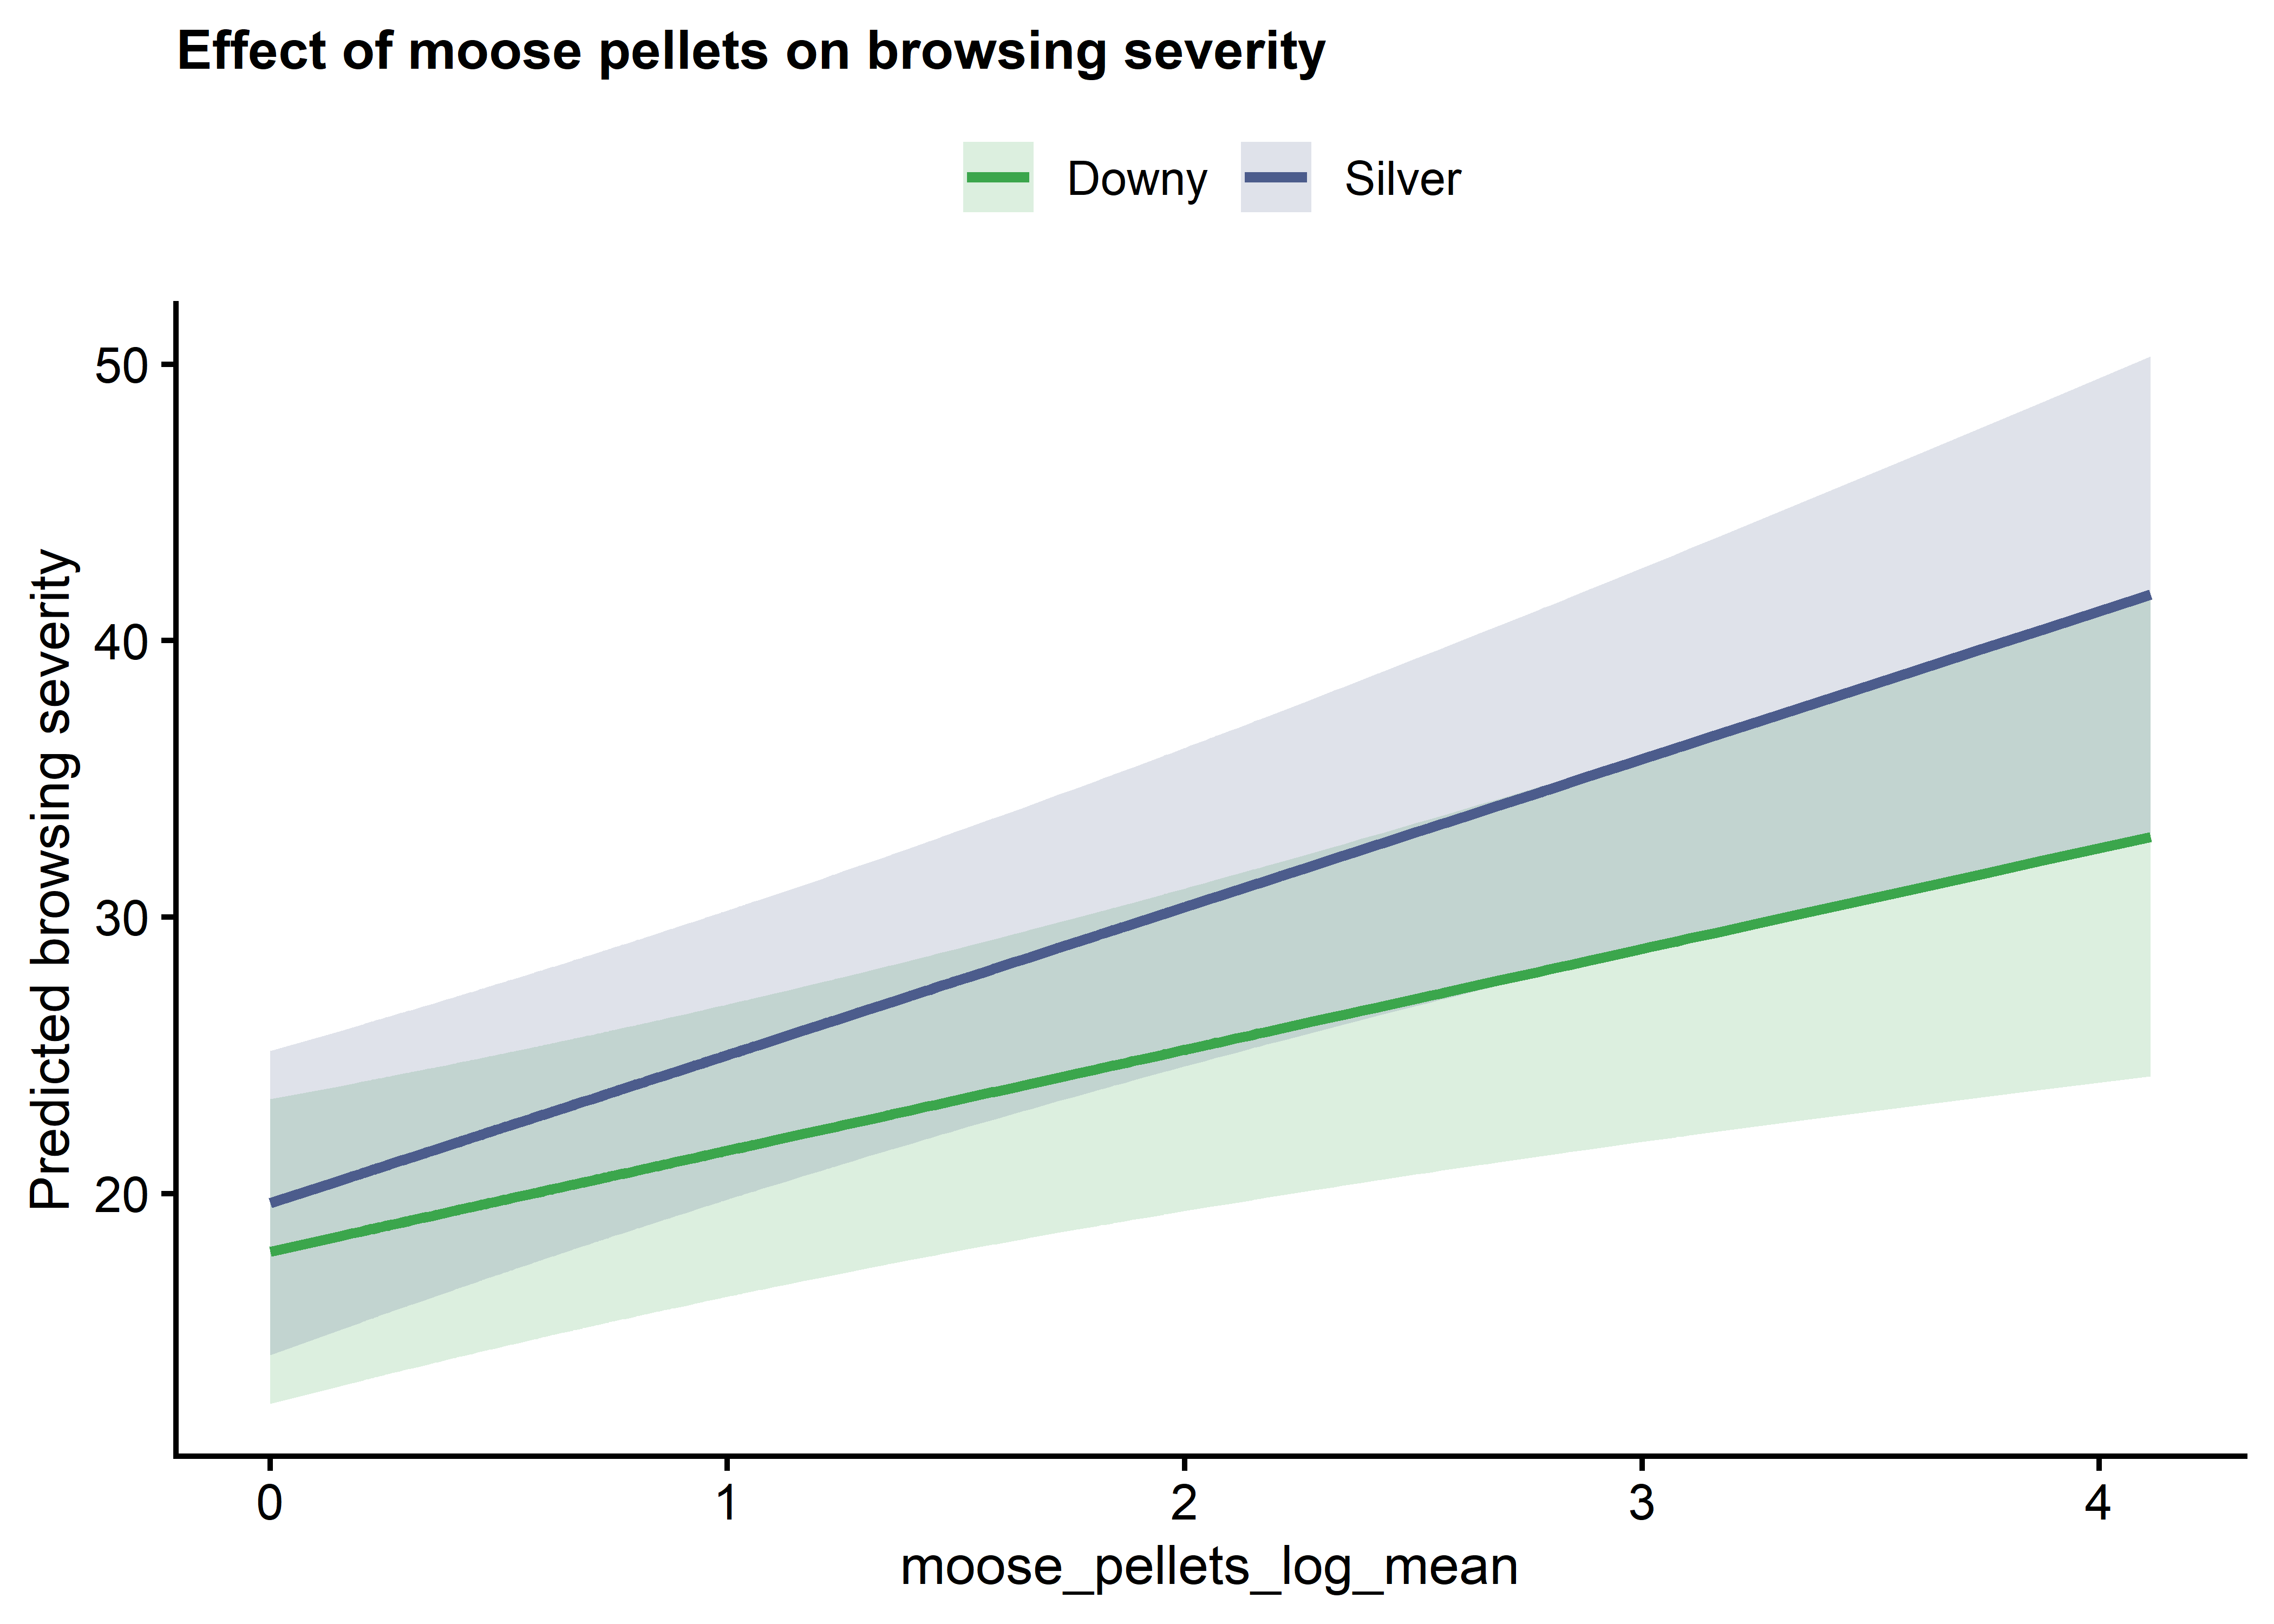 Effect of moose pellets on browsing severity
Downy Silver
Predicted browsing severity
50
40
30
20
0 1 2 3 4
moose_pellets_log_mean